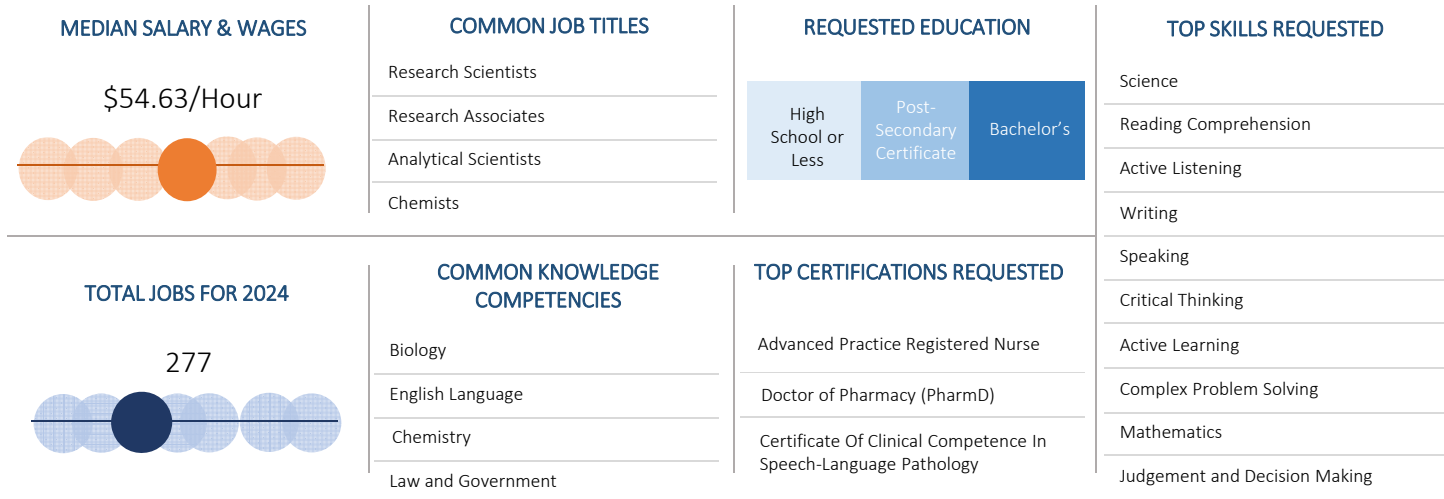 MEDIAN SALARY & WAGES
$54.63/Hour
COMMON JOB TITLES
Research Scientists
Research Associates
Analytical Scientists
Chemists
REQUESTED EDUCATION
High
School or
Less
Post-
Secondary
Certificate
Bachelor’s
TOP SKILLS REQUESTED
Science
Reading Comprehension
Active Listening
Writing
Speaking
Critical Thinking
Active Learning
Complex Problem Solving
Mathematics
Judgement and Decision Making
TOTAL JOBS FOR 2024
277
COMMON KNOWLEDGE
COMPETENCIES
Biology
English Language
Chemistry
Law and Government
TOP CERTIFICATIONS REQUESTED
Advanced Practice Registered Nurse
Doctor of Pharmacy (PharmD)
Certificate Of Clinical Competence In
Speech-Language Pathology